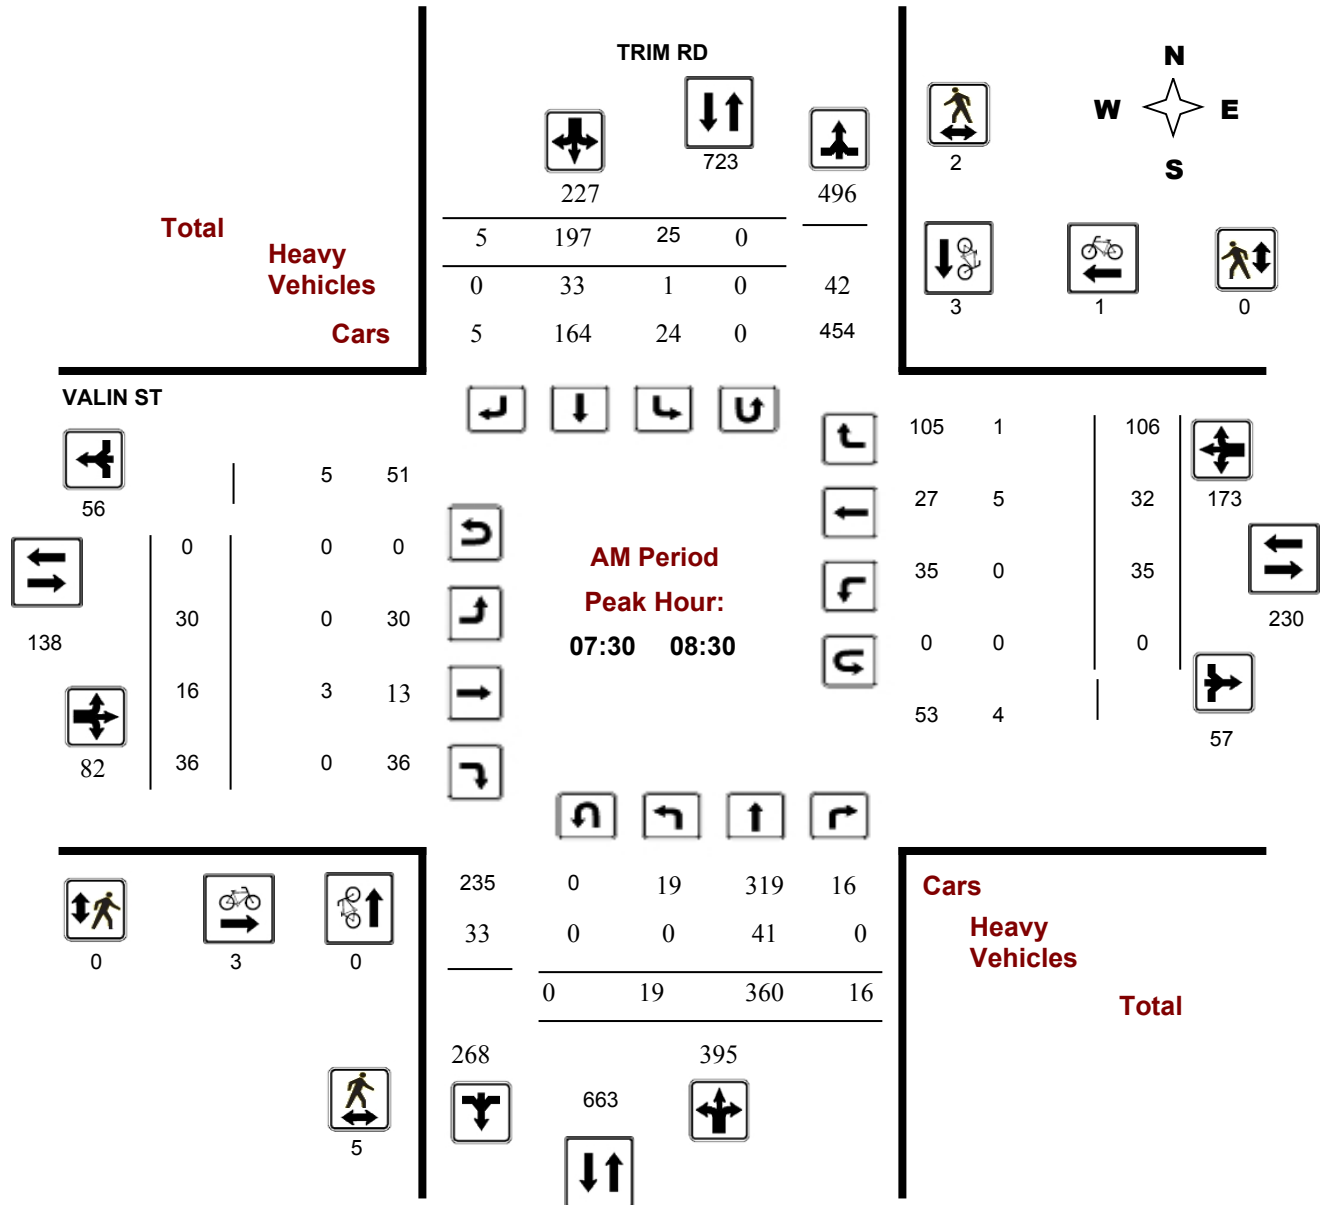 TRIM RD
N
W E
S
723
2
227
496
Total
5 197 25 0
Heavy
Vehicles
0 33 1 0 42
3 1 0
Cars
5 164 24 0 454
VALIN ST
105 1 106
5 51
56
27 5 32 173
0 0 0
AM Period
35 0 35
Peak Hour:
30 0 30
230
138
07:30 08:30
0 0 0
16 3 13
53 4
57
82
36 0 36
235 0 19 319 16
Cars
33 0 0 41 0
Heavy
Vehicles
0 3 0
0 19 360 16
Total
268 395
663
5